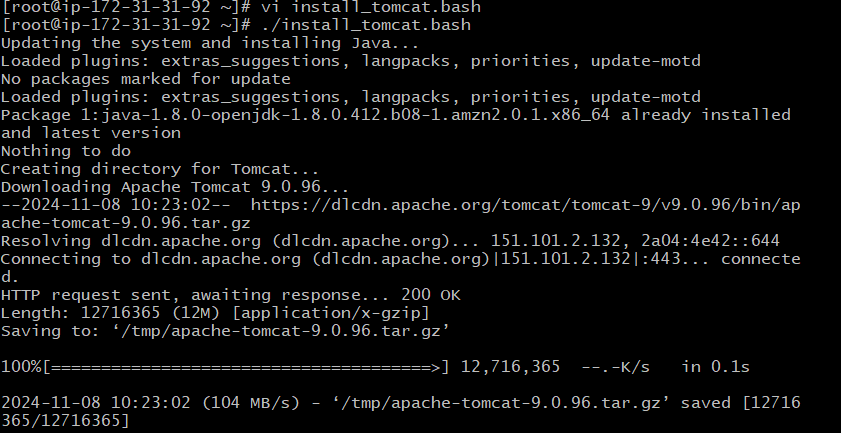 [root@ip-172-31-31-92 ~]# vi install_tomcat.bash
[root@ip-172-31-31-92 ~]# ./install_tomcat.bash
Updating the system and installing Java...
Loaded plugins: extras_suggestions, langpacks, priorities, update-motd
No packages marked for update
Loaded plugins: extras_suggestions, langpacks, priorities, update-motd
Package 1:java-1.8.0-openjdk-1.8.0.412.b08-1.amzn2.0.1.x86_64 already installed
and latest version
Nothing to do
Creating directory for Tomcat...
Downloading Apache Tomcat 9.0.96...
--2024-11-08 10:23:02--  https://dlcdn.apache.org/tomcat/tomcat-9/v9.0.96/bin/ap
ache-tomcat-9.0.96.tar.gz
Resolving dlcdn.apache.org (dlcdn.apache.org)... 151.101.2.132, 2a04:4e42::644
Connecting to dlcdn.apache.org (dlcdn.apache.org)|151.101.2.132|:443... connecte
d.
HTTP request sent, awaiting response... 200 OK
Length: 12716365 (12M) [application/x-gzip]
Saving to: ‘/tmp/apache-tomcat-9.0.96.tar.gz’
100%[======================================>] 12,716,365  --.-K/s   in 0.1s
2024-11-08 10:23:02 (104 MB/s) - ‘/tmp/apache-tomcat-9.0.96.tar.gz’ saved [12716
365/12716365]